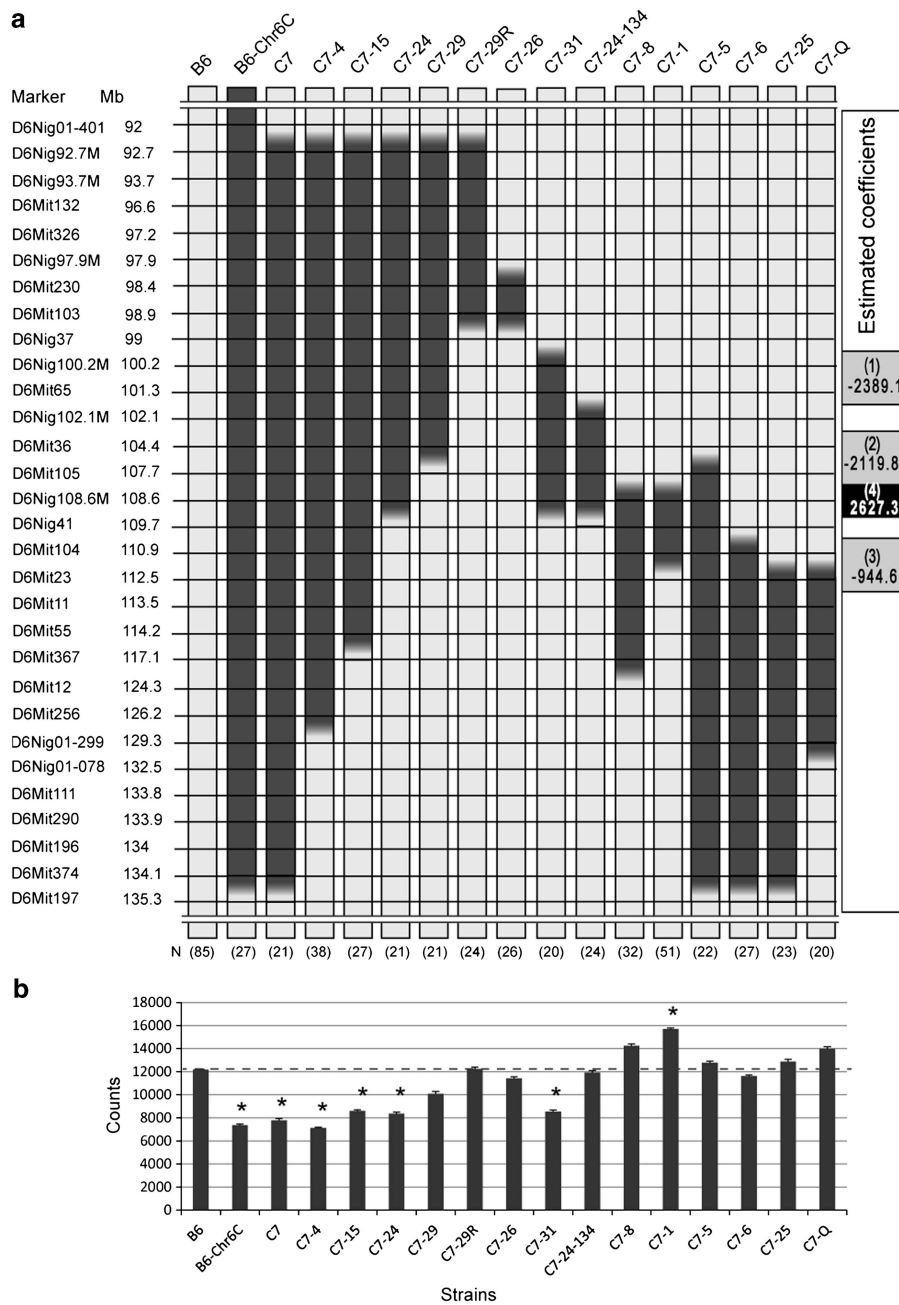 a
B6 B6-Chr6C C7 C7-4 C7-15 C7-24 C7-29 C7-29R C7-26 C7-31 C7-24-134 C7-8 C7-1 C7-5 C7-6 C7-25 C7-Q
Marker Mb
D6Nig01-401 92
D6Nig92.7M 92.7
D6Nig93.7M 93.7
D6Mit132 96.6
D6Mit326 97.2
D6Nig97.9M 97.9
D6Mit230 98.4
D6Mit103 98.9
D6Nig37 99
D6Nig100.2M 100.2
D6Mit65 101.3
D6Nig102.1M 102.1
D6Mit36 104.4
D6Mit105 107.7
D6Nig108.6M 108.6
D6Nig41 109.7
D6Mit104 110.9
D6Mit23 112.5
D6Mit11 113.5
D6Mit55 114.2
D6Mit367 117.1
D6Mit12 124.3
D6Mit256 126.2
D6Nig01-299 129.3
D6Nig01-078 132.5
D6Mit111 133.8
D6Mit290 133.9
D6Mit196 134
D6Mit374 134.1
D6Mit197 135.3
Estimated coefficients
(1)
-2389.1
(2)
-2119.8
(4)
2627.3
(3)
-944.6
N (85) (27) (21) (38) (27) (21) (21) (24) (26) (20) (24) (32) (51) (22) (27) (23) (20)
b
Counts
18000
16000
14000
12000
10000
8000
6000
4000
2000
0
* * * * * * * *
B6 B6-Chr6C C7 C7-4 C7-15 C7-24 C7-29 C7-29R C7-26 C7-31 C7-24-134 C7-8 C7-1 C7-5 C7-6 C7-25 C7-Q
Strains